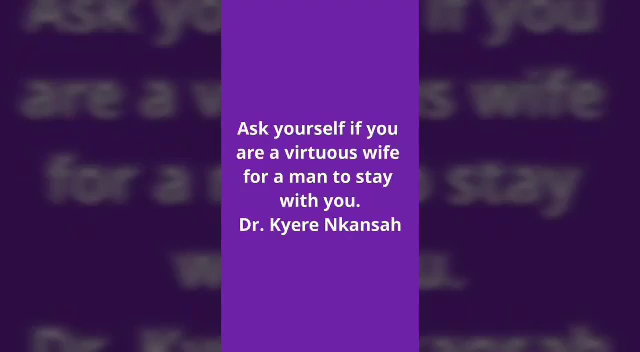 Ask yourself if you
are a virtuous wife
for a man to stay
with you.
Dr. Kyere Nkansah